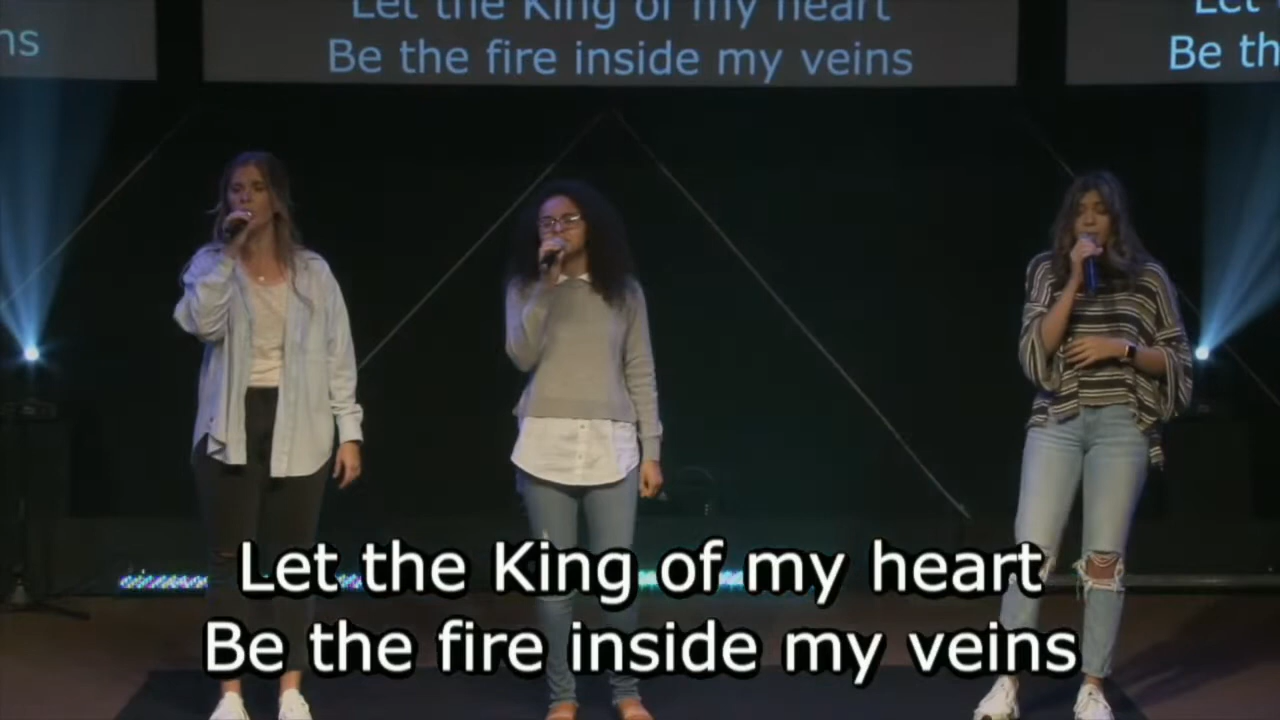 Let the King of my heart
Be the fire inside my veins
ns
Let
Be th
Let the King of my heart
Be the fire inside my veins